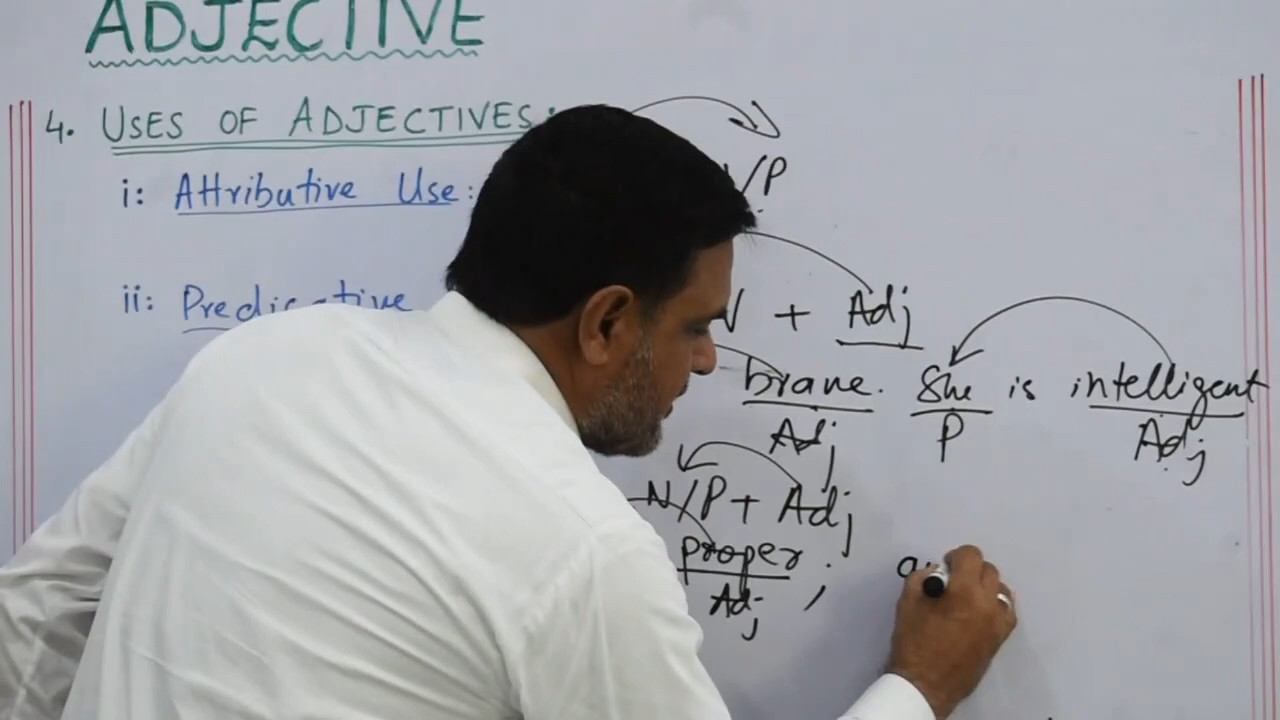 ADJECTIVE
4. USES OF ADJECTIVES:
i: Attributive Use: /P
ii: Predicative + Adj
brave. She is intelligent
Adj P Adj
N/P + Adj
proper ;
Adj